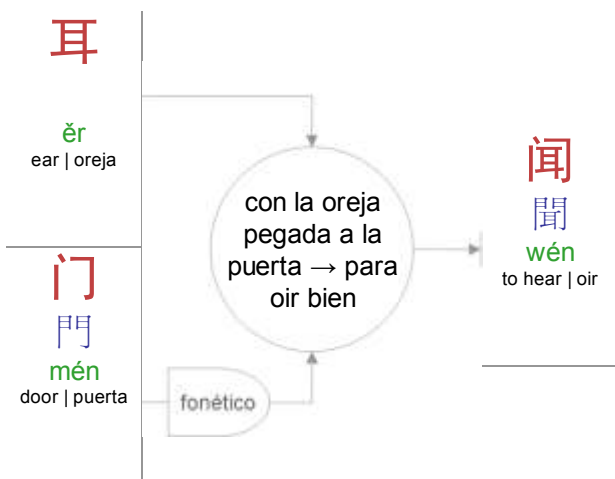 耳
ěr
ear | oreja
门
門
mén
door | puerta
fonético
con la oreja
pegada a la
puerta → para
oir bien
闻
聞
wén
to hear | oir